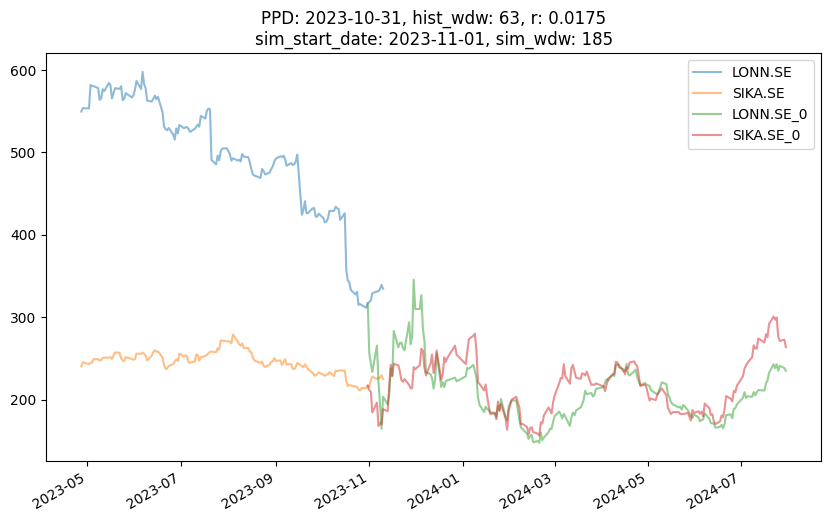 PPD: 2023-10-31, hist_wdw: 63, r: 0.0175
sim_start_date: 2023-11-01, sim_wdw: 185
LONN.SE
SIKA.SE
LONN.SE_0
SIKA.SE_0
600
500
400
300
200
2023-05
2023-07
2023-09
2023-11
2024-01
2024-03
2024-05
2024-07